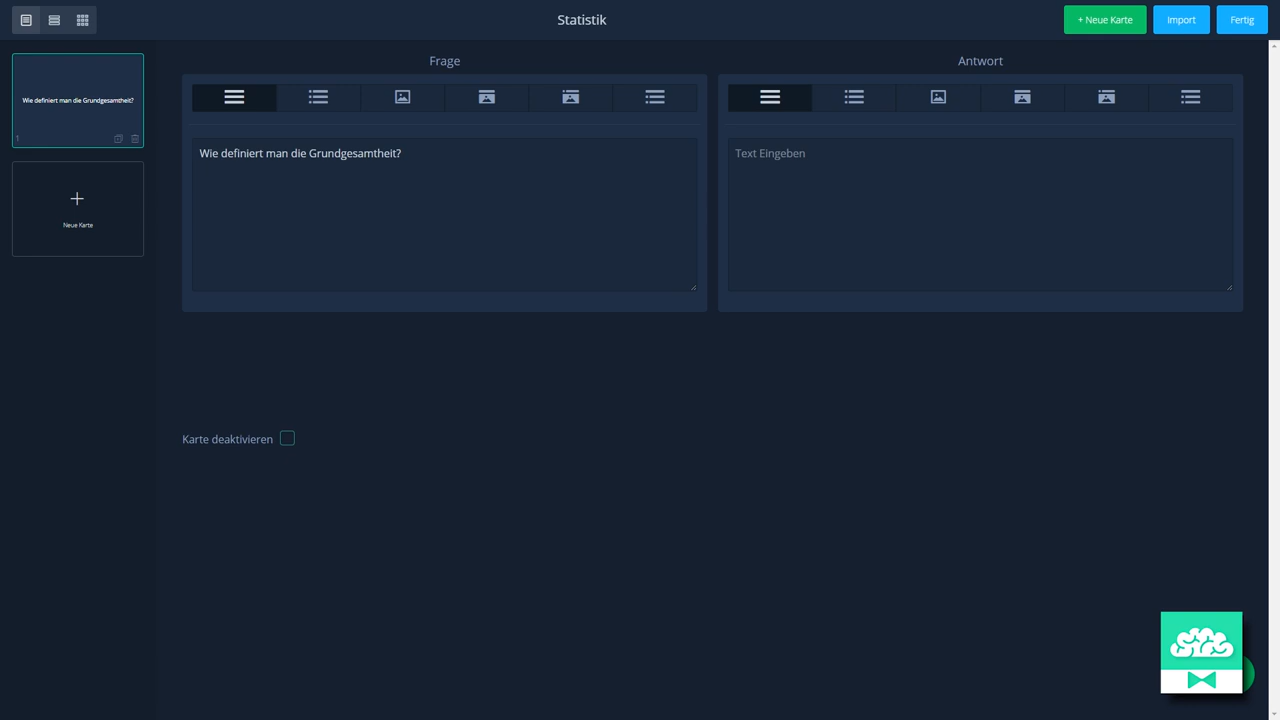 Statistik
+ Neue Karte
Import
Fertig
Wie definiert man die Grundgesamtheit?
1
Neue Karte
Frage
Wie definiert man die Grundgesamtheit?
Antwort
Text Eingeben
Karte deaktivieren